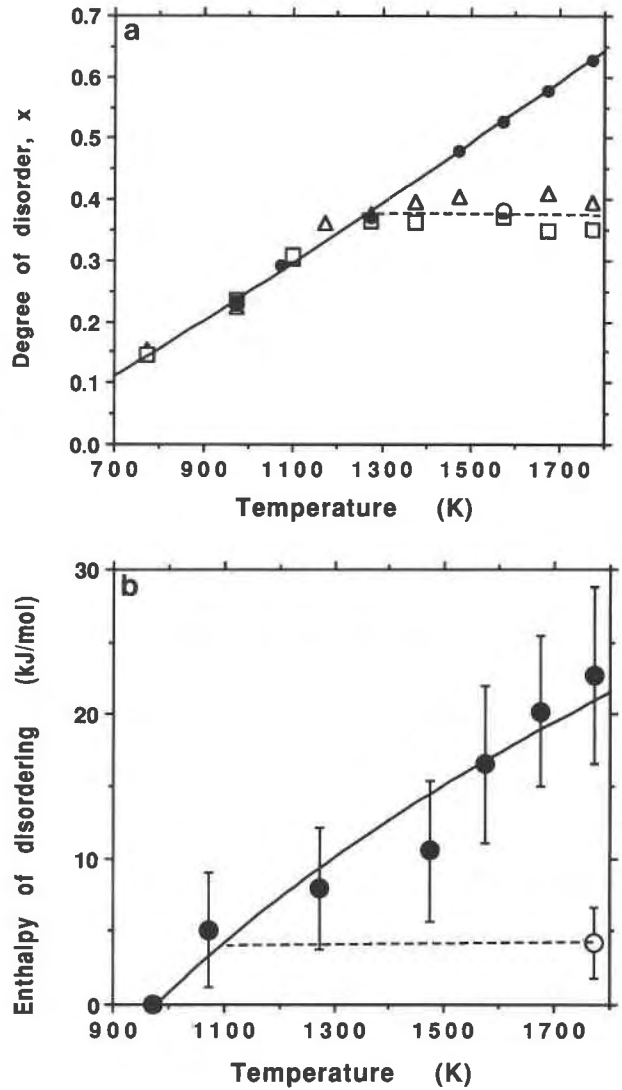 a
0.7
0.6
0.5
0.4
0.3
0.2
0.1
0.0
Degree of disorder, x
700 900 1100 1300 1500 1700
Temperature (K)
b
30
20
10
0
Enthalpy of disordering (kJ/mol)
900 1100 1300 1500 1700
Temperature (K)